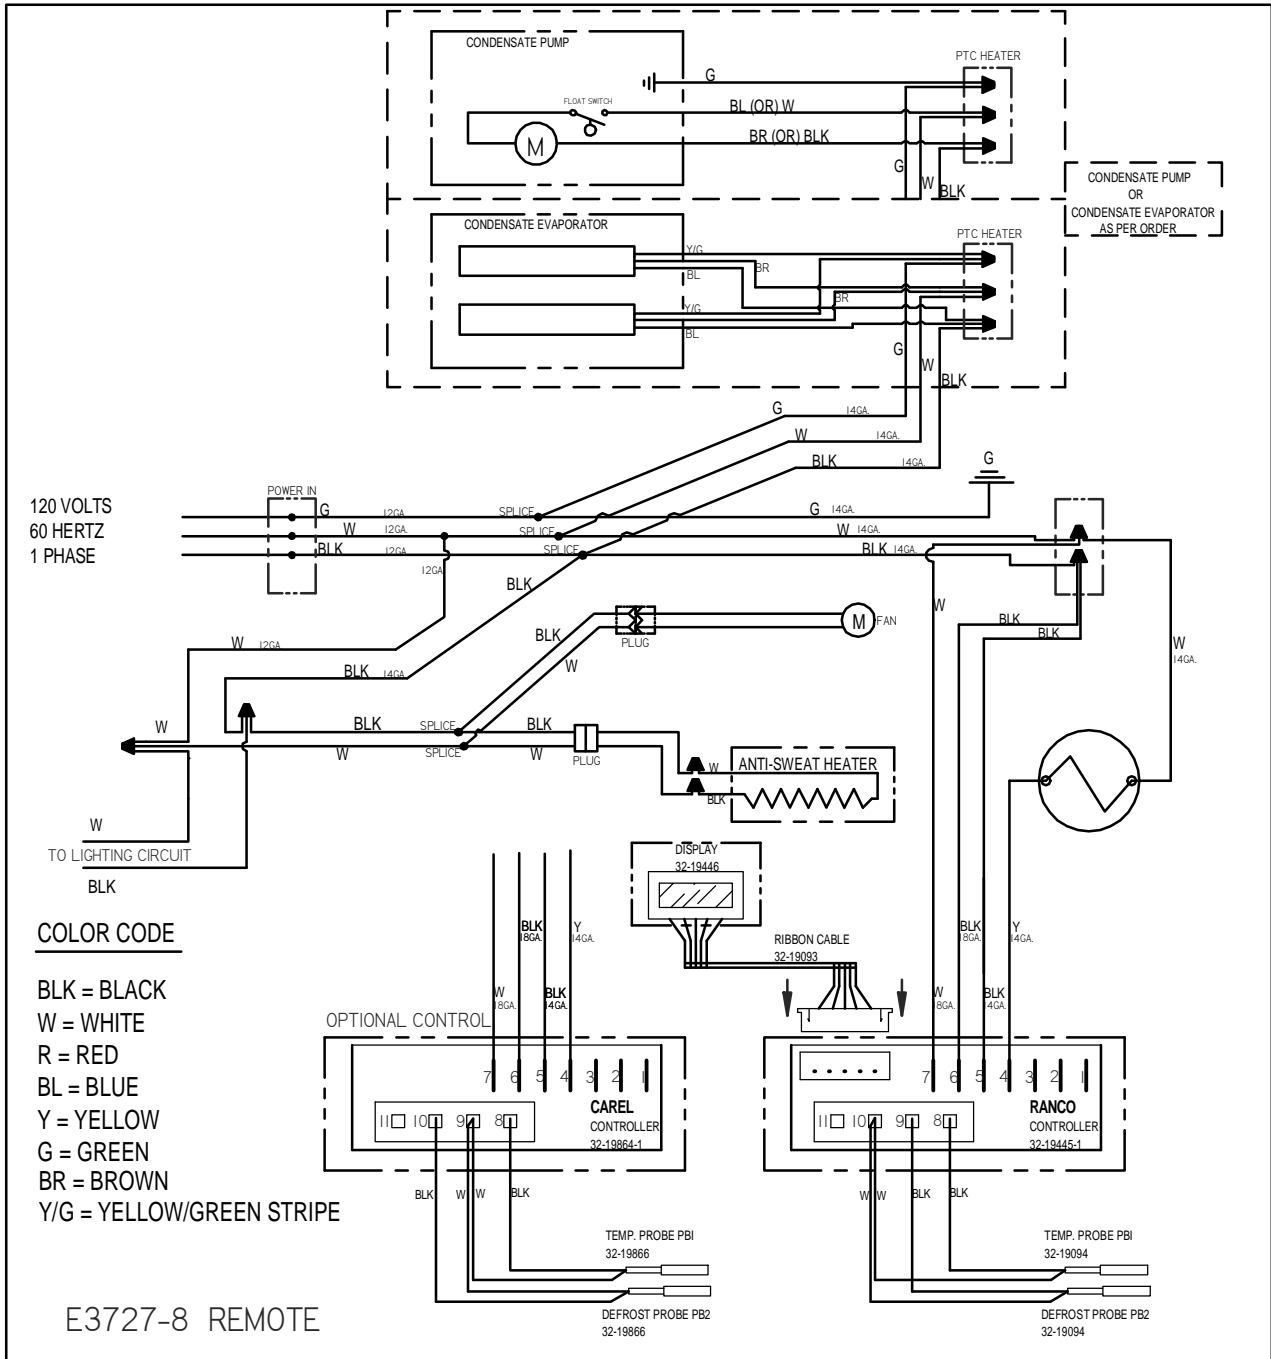 CONDENSATE PUMP
PTC HEATER
G
FLOAT SWITCH
BL (OR) W
M
BR (OR) BLK
G
W
BLK
CONDENSATE PUMP
OR
CONDENSATE EVAPORATOR
AS PER ORDER
CONDENSATE EVAPORATOR
PTC HEATER
Y/G
BR
BL
BR
Y/G
BL
G
W
BLK
G 14GA.
W 14GA.
BLK 14GA.
G
120 VOLTS
60 HERTZ
1 PHASE
POWER IN
G 12GA.
W 12GA.
BLK 12GA.
12GA.
SPLICE
SPLICE
SPLICE
G 14GA.
W 14GA.
BLK 14GA.
BLK
W
BLK
BLK
BLK
W
PLUG
M
FAN
W 12GA.
BLK 14GA.
W
14GA.
W
BLK
SPLICE
BLK
W
SPLICE
W
PLUG
W
BLK
ANTI-SWEAT HEATER
W
TO LIGHTING CIRCUIT
BLK
DISPLAY
32-19446
RIBBON CABLE
32-19093
COLOR CODE
BLK = BLACK
W = WHITE
R = RED
BL = BLUE
Y = YELLOW
G = GREEN
BR = BROWN
Y/G = YELLOW/GREEN STRIPE
BLK
18GA.
Y
14GA.
W
18GA.
BLK
14GA.
BLK
18GA.
Y
14GA.
W
18GA.
BLK
14GA.
OPTIONAL CONTROL
7 6 5 4 3 2 1
11 10 9 8
CAREL
CONTROLLER
32-19864-1
BLK W W BLK
TEMP. PROBE PB1
32-19866
DEFROST PROBE PB2
32-19866
7 6 5 4 3 2 1
11 10 9 8
RANCO
CONTROLLER
32-19445-1
W W BLK BLK
TEMP. PROBE PB1
32-19094
DEFROST PROBE PB2
32-19094
E3727-8 REMOTE